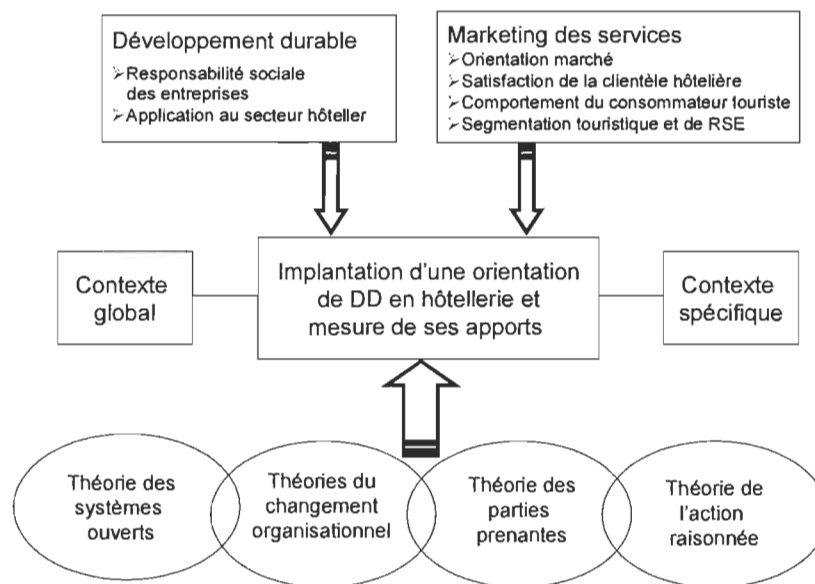 Développement durable
➢Responsabilité sociale
des entreprises
➢Application au secteur hôteller
Marketing des services
➢Orientation marché
➢Satisfaction de la clientèle hôtelière
➢Comportement du consommateur touriste
➢Segmentation touristique et de RSE
Contexte
global
Implantation d'une orientation
de DD en hôtellerie et
mesure de ses apports
Contexte
spécifique
Théorie des
systèmes
ouverts
Théories du
changement
organisationnel
Théorie des
parties
prenantes
Théorie de
l'action
raisonnée